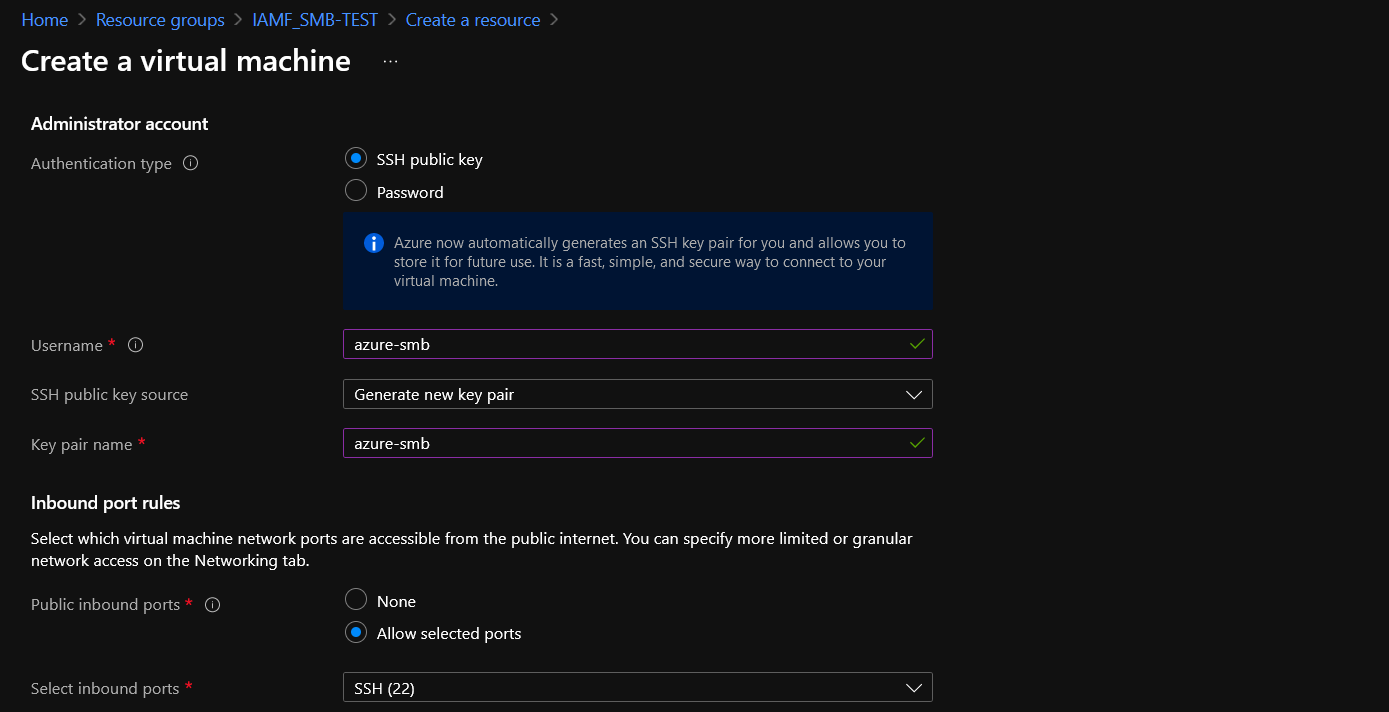 Home > Resource groups > IAMF_SMB-TEST > Create a resource >
Create a virtual machine ...
Administrator account
Authentication type
SSH public key
Password
Azure now automatically generates an SSH key pair for you and allows you to
store it for future use. It is a fast, simple, and secure way to connect to your
virtual machine.
Username *
azure-smb
SSH public key source
Generate new key pair
Key pair name *
azure-smb
Inbound port rules
Select which virtual machine network ports are accessible from the public internet. You can specify more limited or granular
network access on the Networking tab.
Public inbound ports *
None
Allow selected ports
Select inbound ports *
SSH (22)